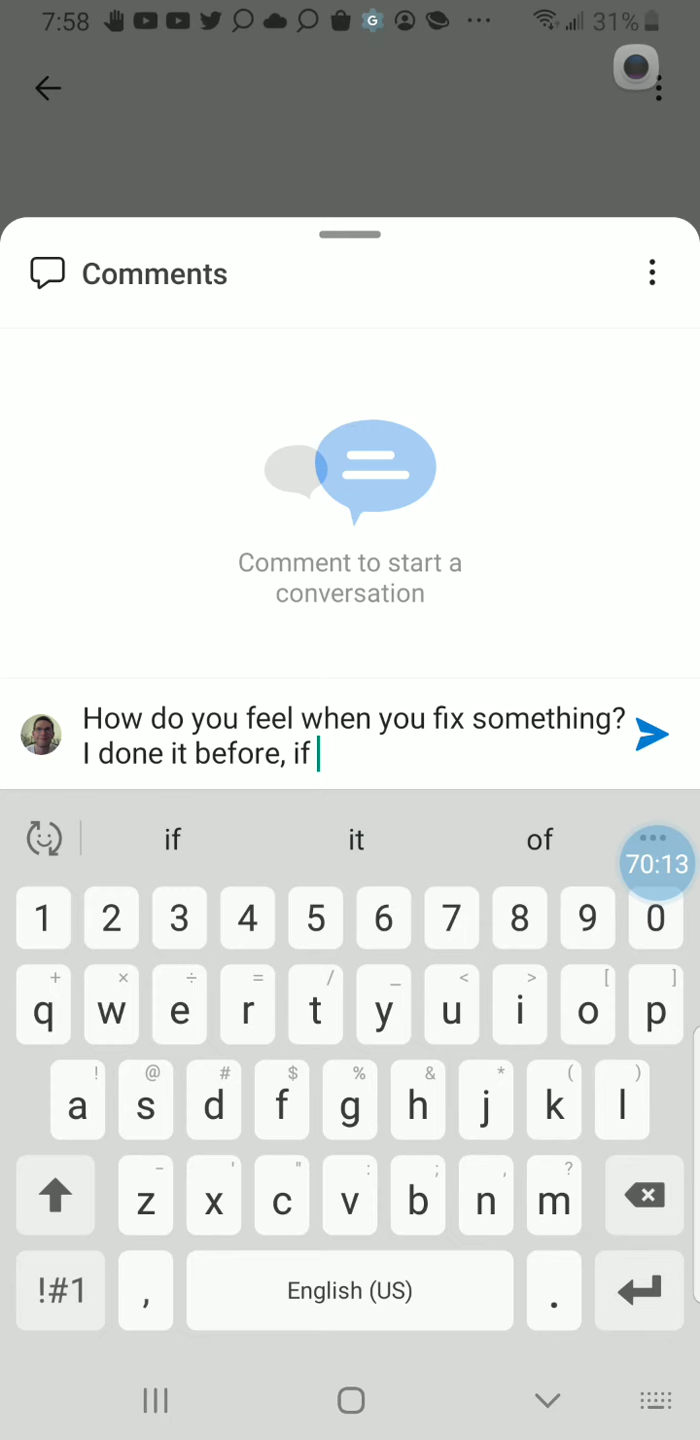 7:58 31%
Comments
Comment to start a
conversation
How do you feel when you fix something?
I done it before, if
if it of
70:13
1 2 3 4 5 6 7 8 9 0
+ × ÷ = / _ < > [ ]
q w e r t y u i o p
! @ # $ % & * ( )
a s d f g h j k l
- ' " : ; , ?
z x c v b n m
!#1 , English (US) .